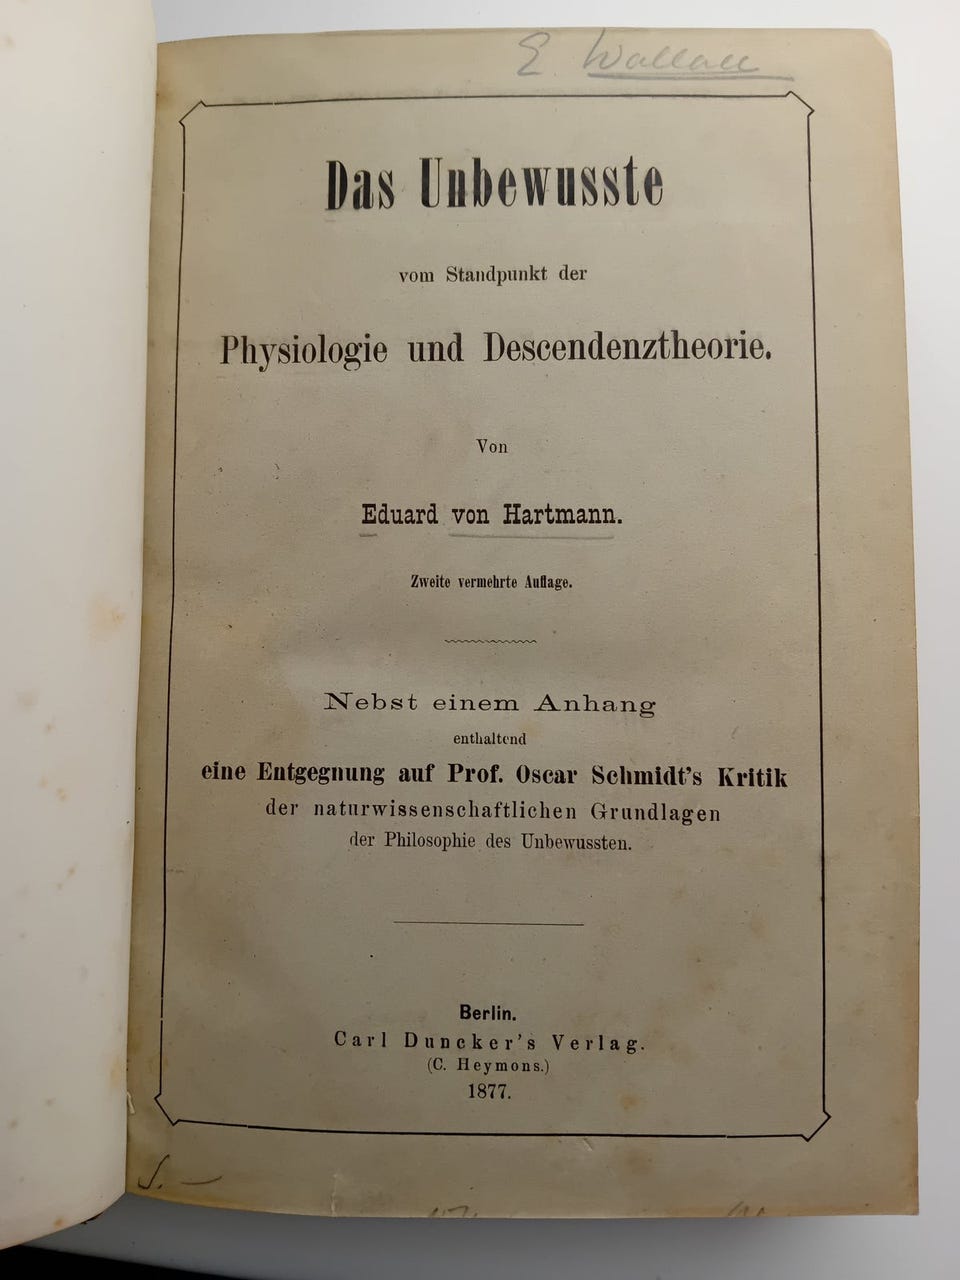 E Wallace
Das Unbewusste
vom Standpunkt der
Physiologie und Descendenztheorie.
Von
Eduard von Hartmann.
Zweite vermehrte Auflage.
Nebst einem Anhang
enthaltend
eine Entgegnung auf Prof. Oscar Schmidt's Kritik
der naturwissenschaftlichen Grundlagen
der Philosophie des Unbewussten.
Berlin.
Carl Duncker's Verlag.
(C. Heymons.)
1877.